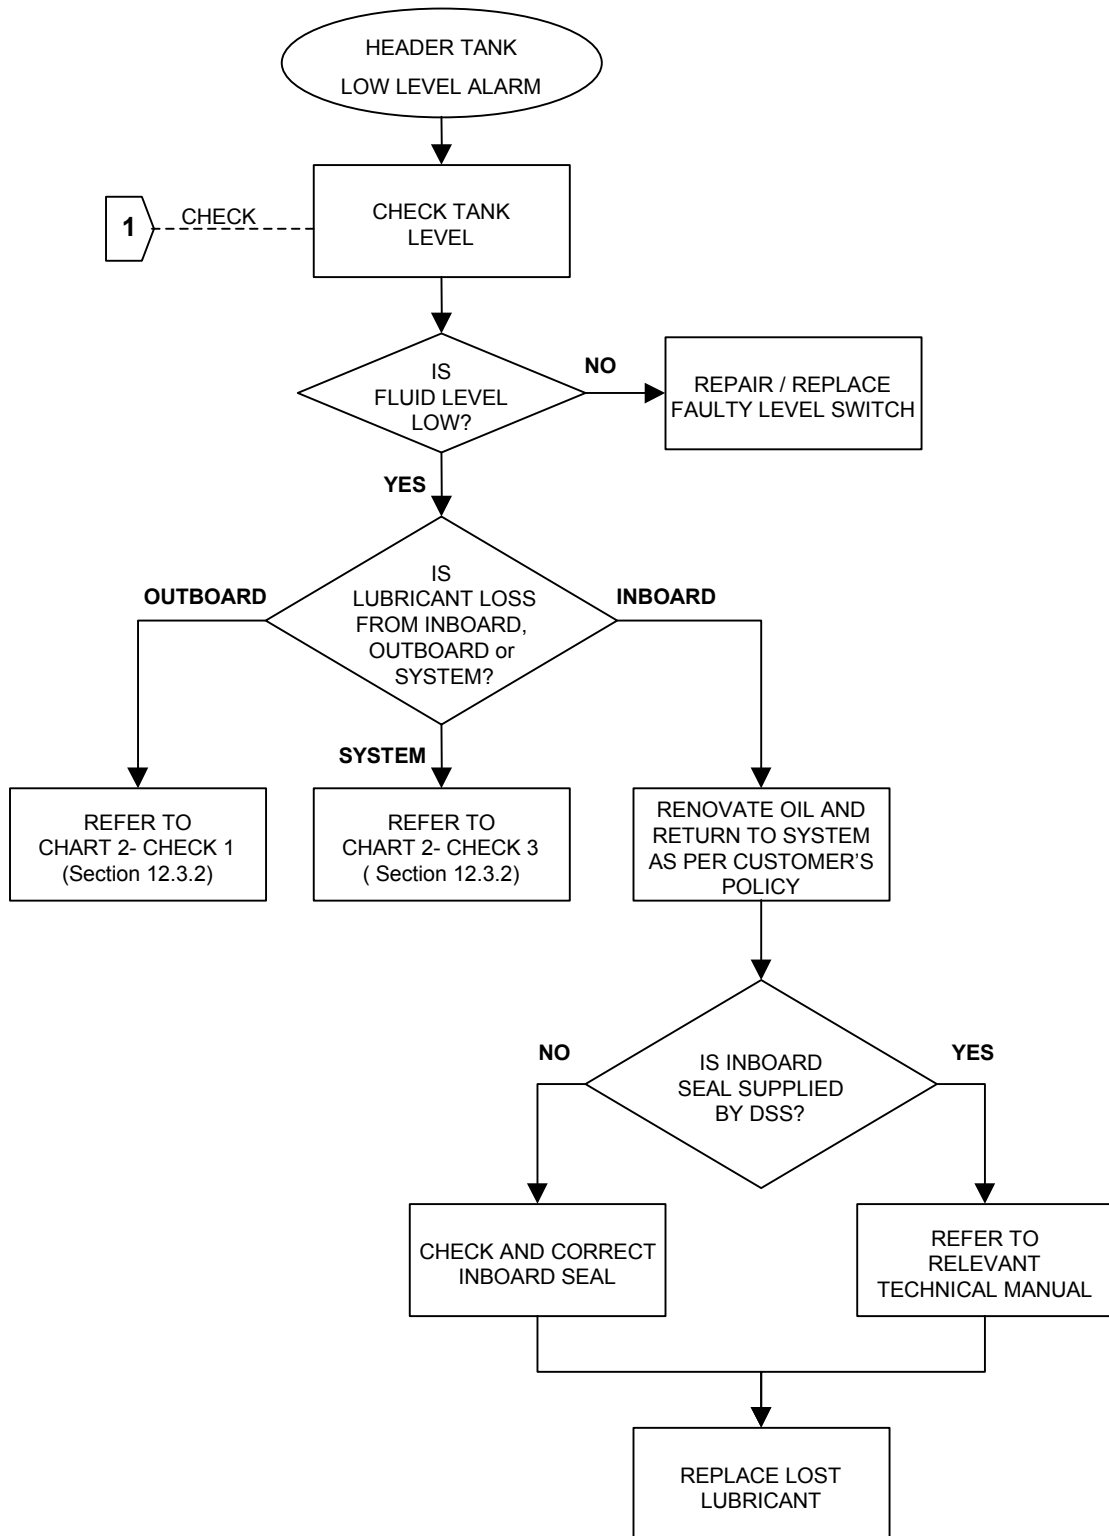 HEADER TANK
LOW LEVEL ALARM
1
CHECK
CHECK TANK
LEVEL
IS
FLUID LEVEL
LOW?
NO
REPAIR / REPLACE
FAULTY LEVEL SWITCH
YES
IS
LUBRICANT LOSS
FROM INBOARD,
OUTBOARD or
SYSTEM?
OUTBOARD
INBOARD
SYSTEM
REFER TO
CHART 2- CHECK 1
(Section 12.3.2)
REFER TO
CHART 2- CHECK 3
( Section 12.3.2)
RENOVATE OIL AND
RETURN TO SYSTEM
AS PER CUSTOMER'S
POLICY
IS INBOARD
SEAL SUPPLIED
BY DSS?
NO
YES
CHECK AND CORRECT
INBOARD SEAL
REFER TO
RELEVANT
TECHNICAL MANUAL
REPLACE LOST
LUBRICANT